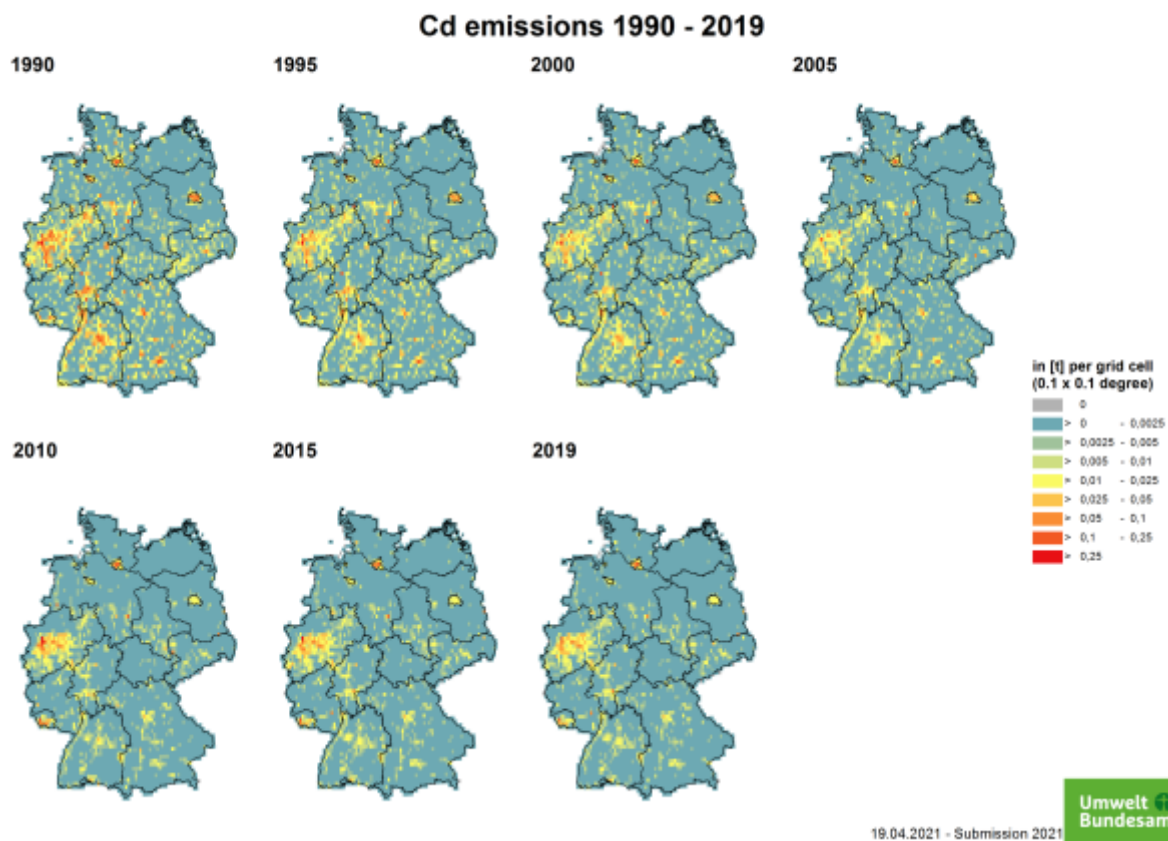 Cd emissions 1990 - 2019
1990
1995
2000
2005
2010
2015
2019
in [t] per grid cell
(0.1 x 0.1 degree)
0
> 0 - 0,0025
> 0,0025 - 0,005
> 0,005 - 0,01
> 0,01 - 0,025
> 0,025 - 0,05
> 0,05 - 0,1
> 0,1 - 0,25
> 0,25
19.04.2021 - Submission 2021
Umwelt
Bundesam